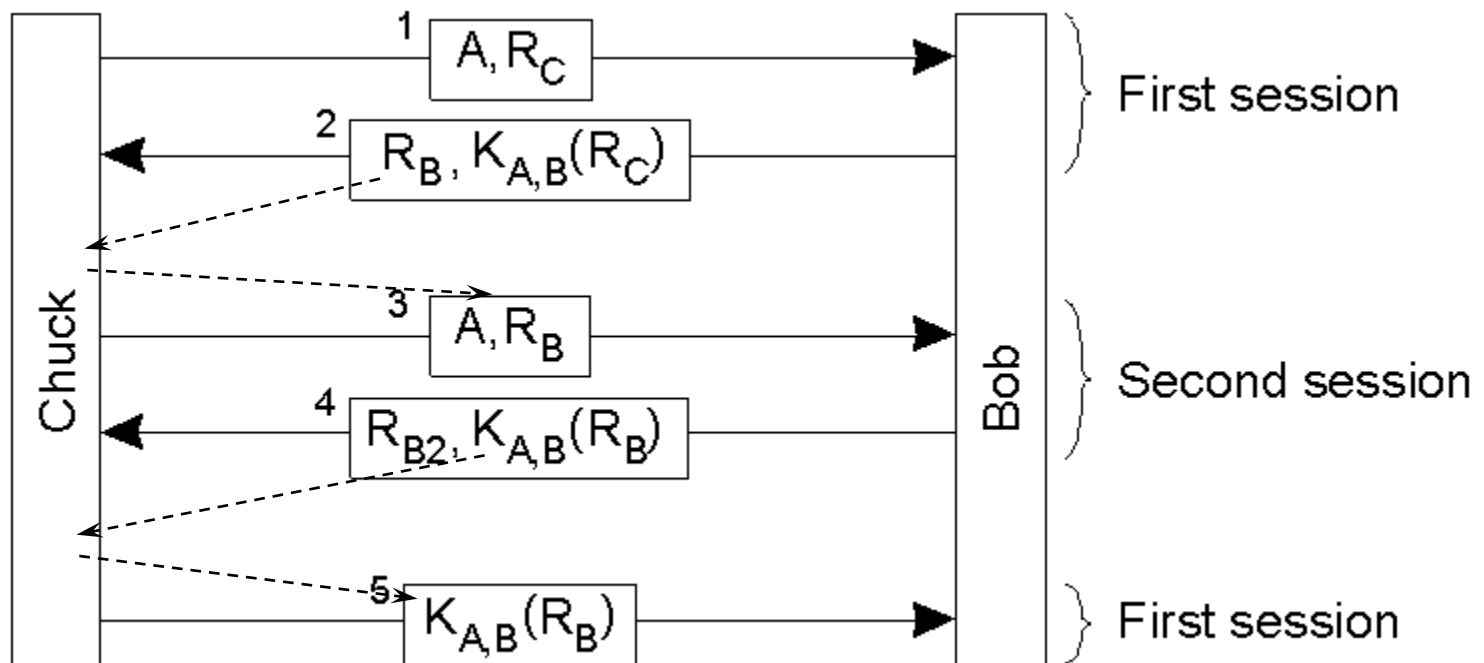 1
A, R_C
First session
2
R_B, K_A,B(R_C)
Chuck
3
A, R_B
Bob
Second session
4
R_B2, K_A,B(R_B)
5
K_A,B(R_B)
First session